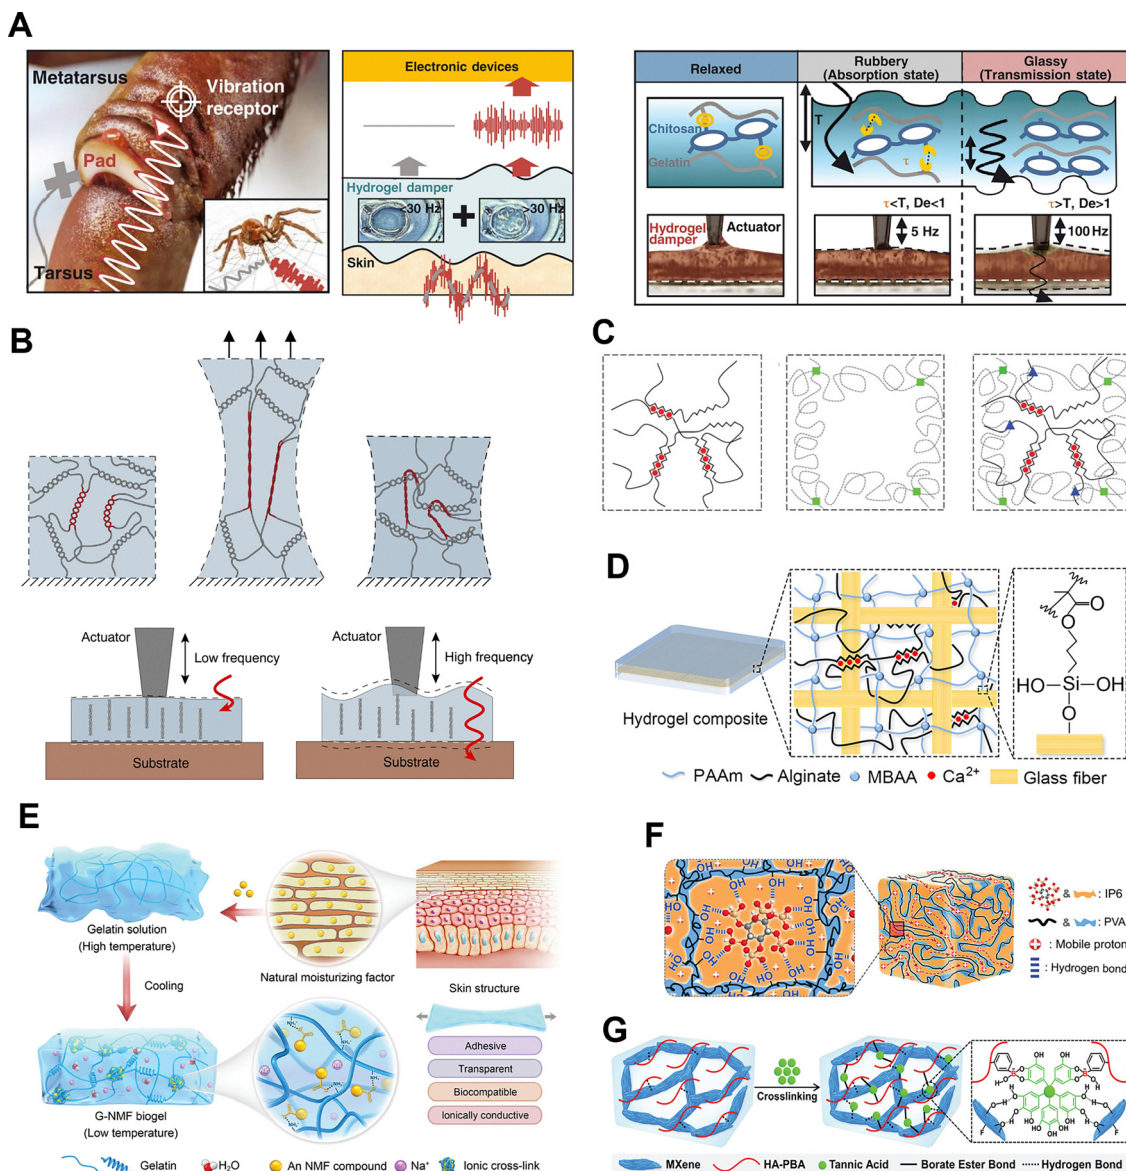 A
Metatarsus
Vibration
receptor
Pad
Tarsus
Electronic devices
Hydrogel damper
<30 Hz
>30 Hz
Skin
Relaxed
Rubbery
(Absorption state)
Glassy
(Transmission state)
Chitosan
Gelatin
T
τ
τ<T, De<1
τ>T, De>1
Hydrogel
damper
Actuator
5 Hz
100 Hz
B
Actuator
Low frequency
Substrate
Actuator
High frequency
Substrate
C
D
Hydrogel composite
O
O
HO
Si
OH
O
PAAm
Alginate
MBAA
Ca2+
Glass fiber
E
Gelatin solution
(High temperature)
Cooling
Natural moisturizing factor
Skin structure
G-NMF biogel
(Low temperature)
Adhesive
Transparent
Biocompatible
Ionically conductive
Gelatin
H2O
An NMF compound
Na+
Ionic cross-link
F
& : IP6
& : PVA
: Mobile proton
: Hydrogen bond
G
Crosslinking
MXene
HA-PBA
Tannic Acid
Borate Ester Bond
Hydrogen Bond